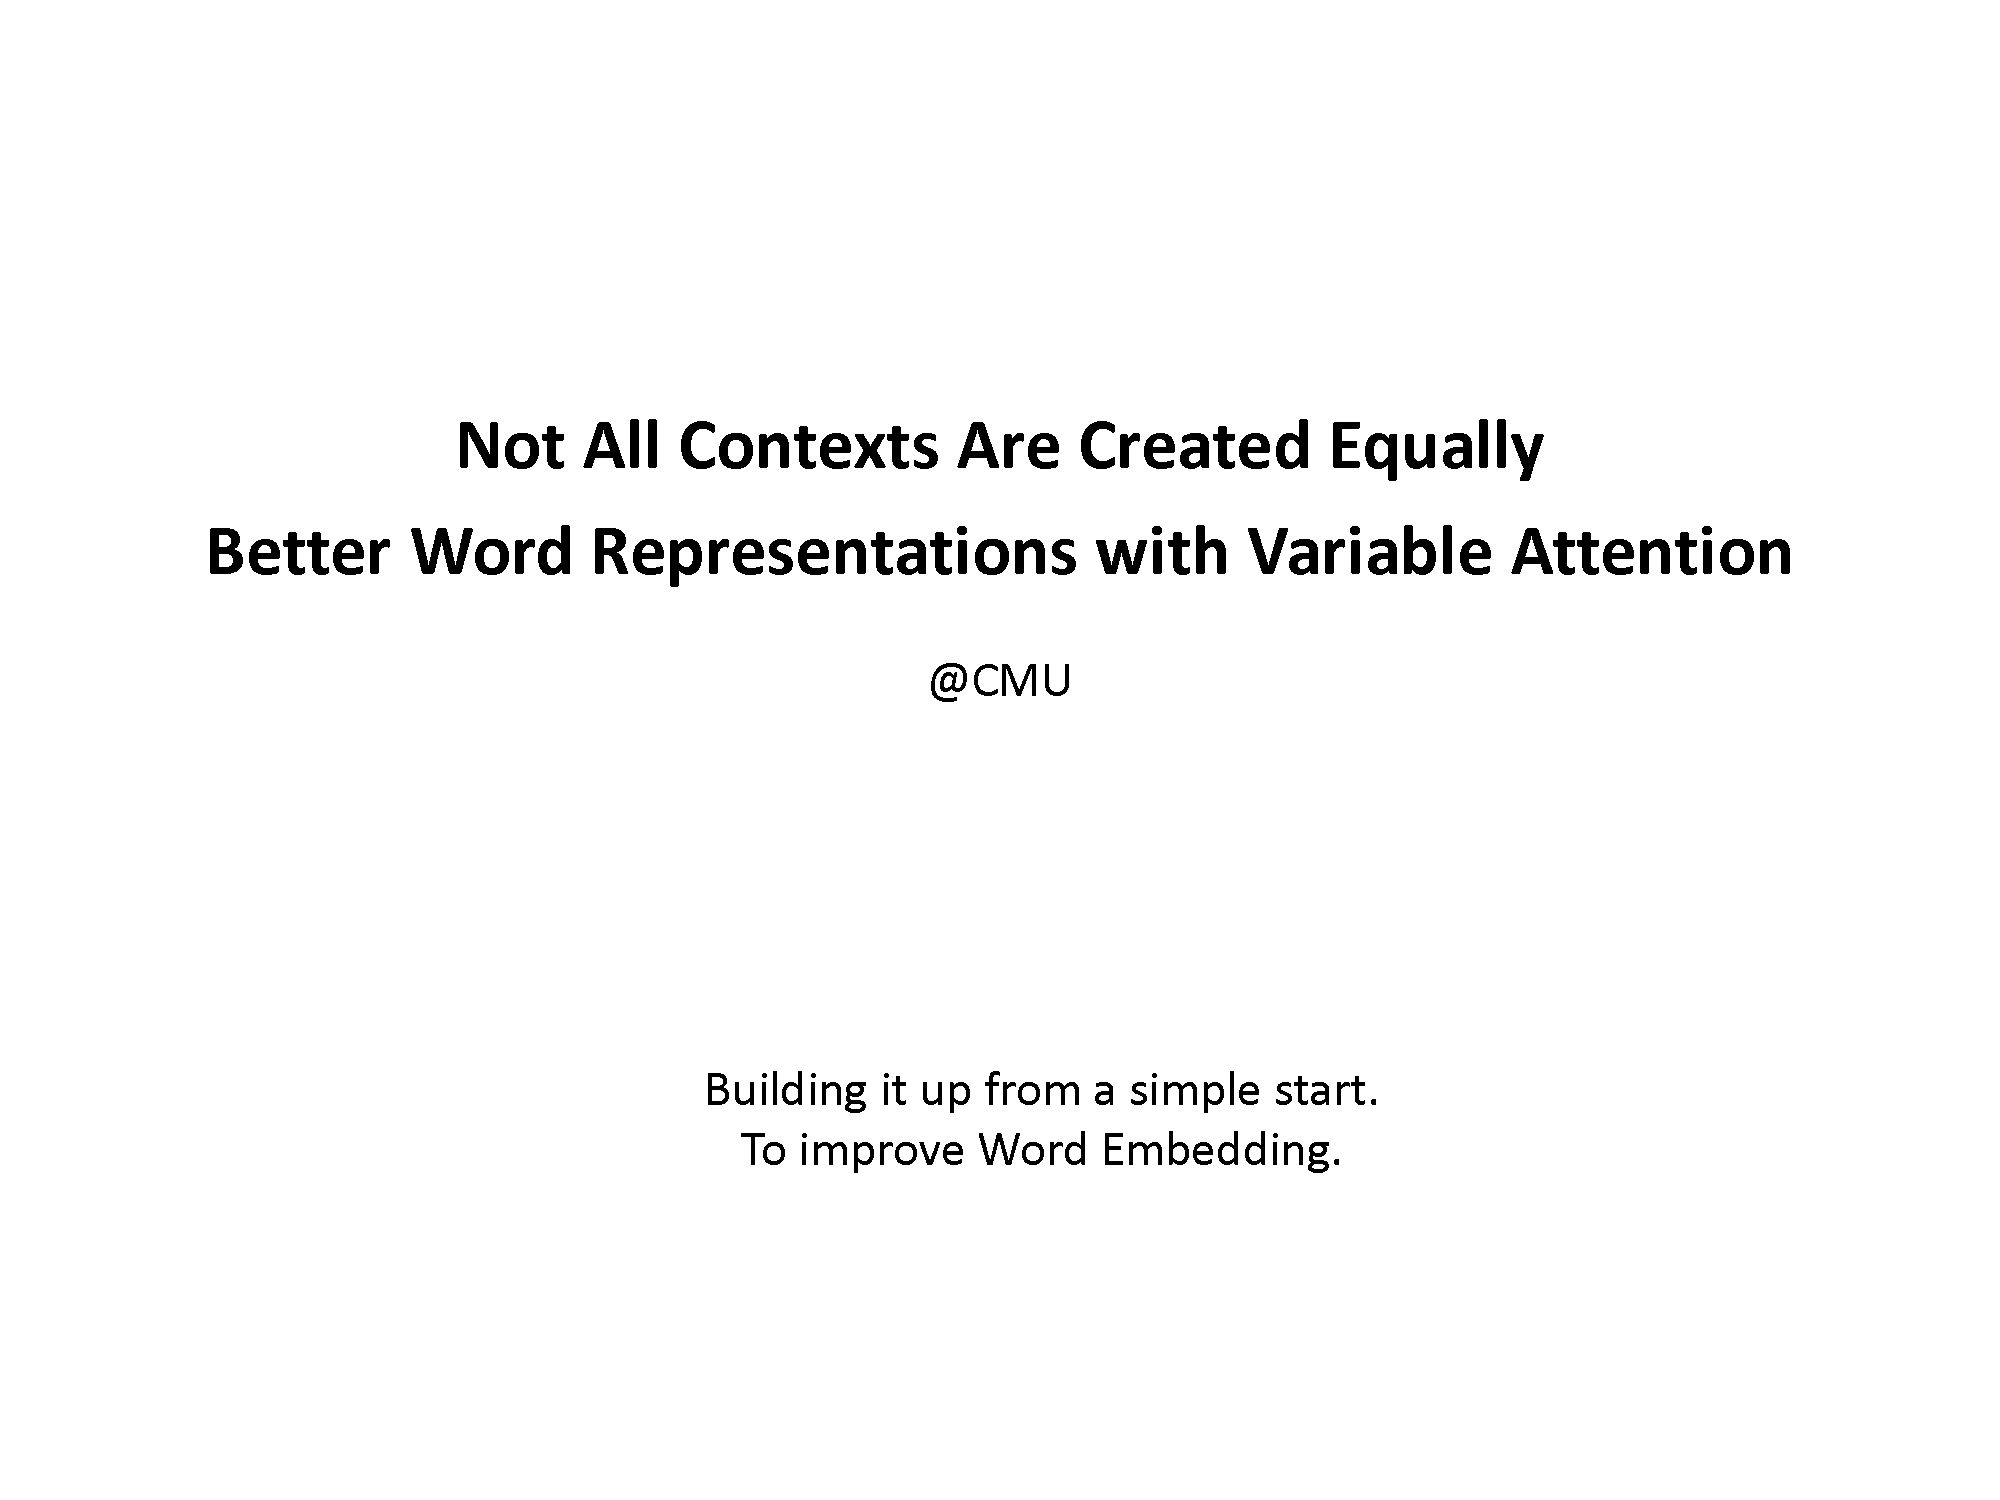 Not All Contexts Are Created Equally
Better Word Representations with Variable Attention
@CMU
Building it up from a simple start.
To improve Word Embedding.